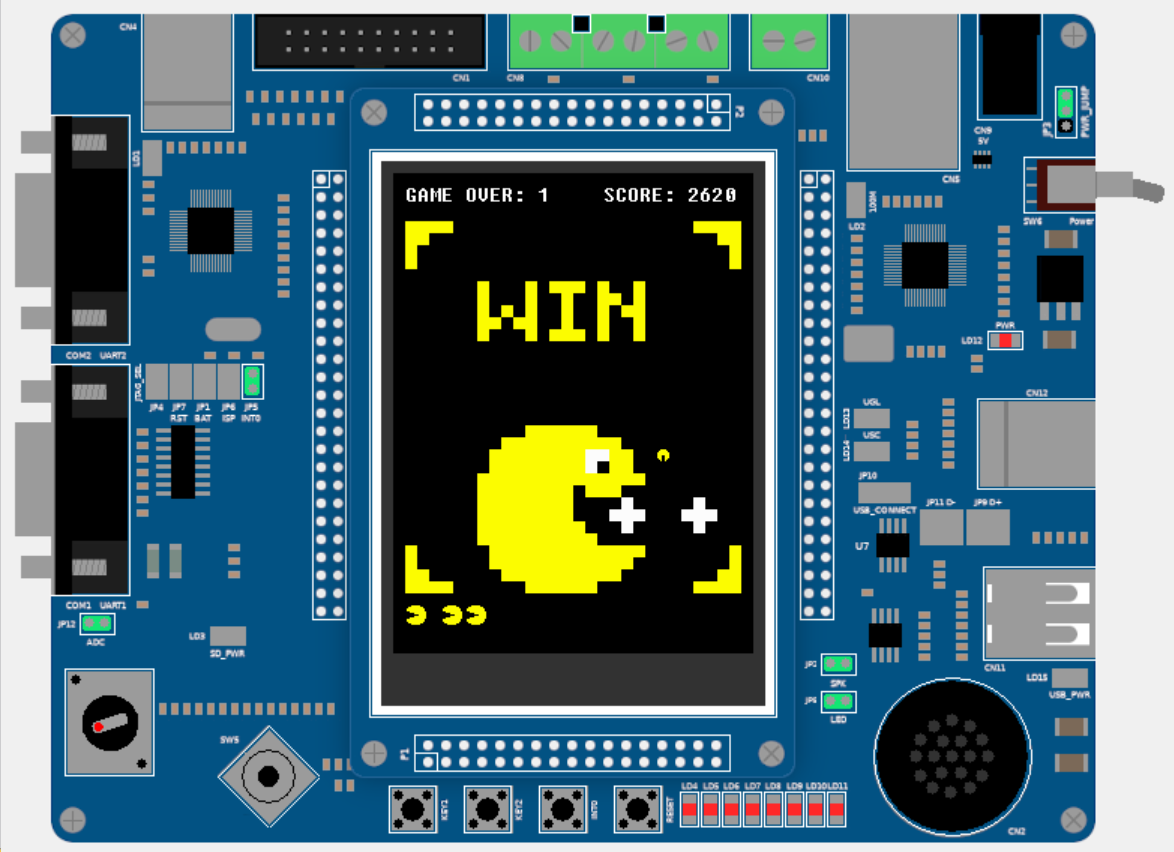 CN4
CN1
CN8
CN10
P2
JP3
PWR_JUMP
CN9
5V
LD1
CN5
100M
LD2
SW6 Power
GAME OVER: 1 SCORE: 2620
WIN
PWR
LD12
COM2 UART2
JTAG_SEL
JP4 JP7 JP1 JP6 JP5
RST BAT ISP INT0
CN12
UGL
LD13
USC
LD14
JP10
USB_CONNECT
JP11 D- JP9 D+
U7
COM1 UART1
JP12
ADC
LD3
SD_PWR
JP2
SPK
LED
CN11
LD15
USB_PWR
SW5
P1
KEY1
KEY2
INT0
RESET
LD4 LD5 LD6 LD7 LD8 LD9 LD10 LD11
CN2